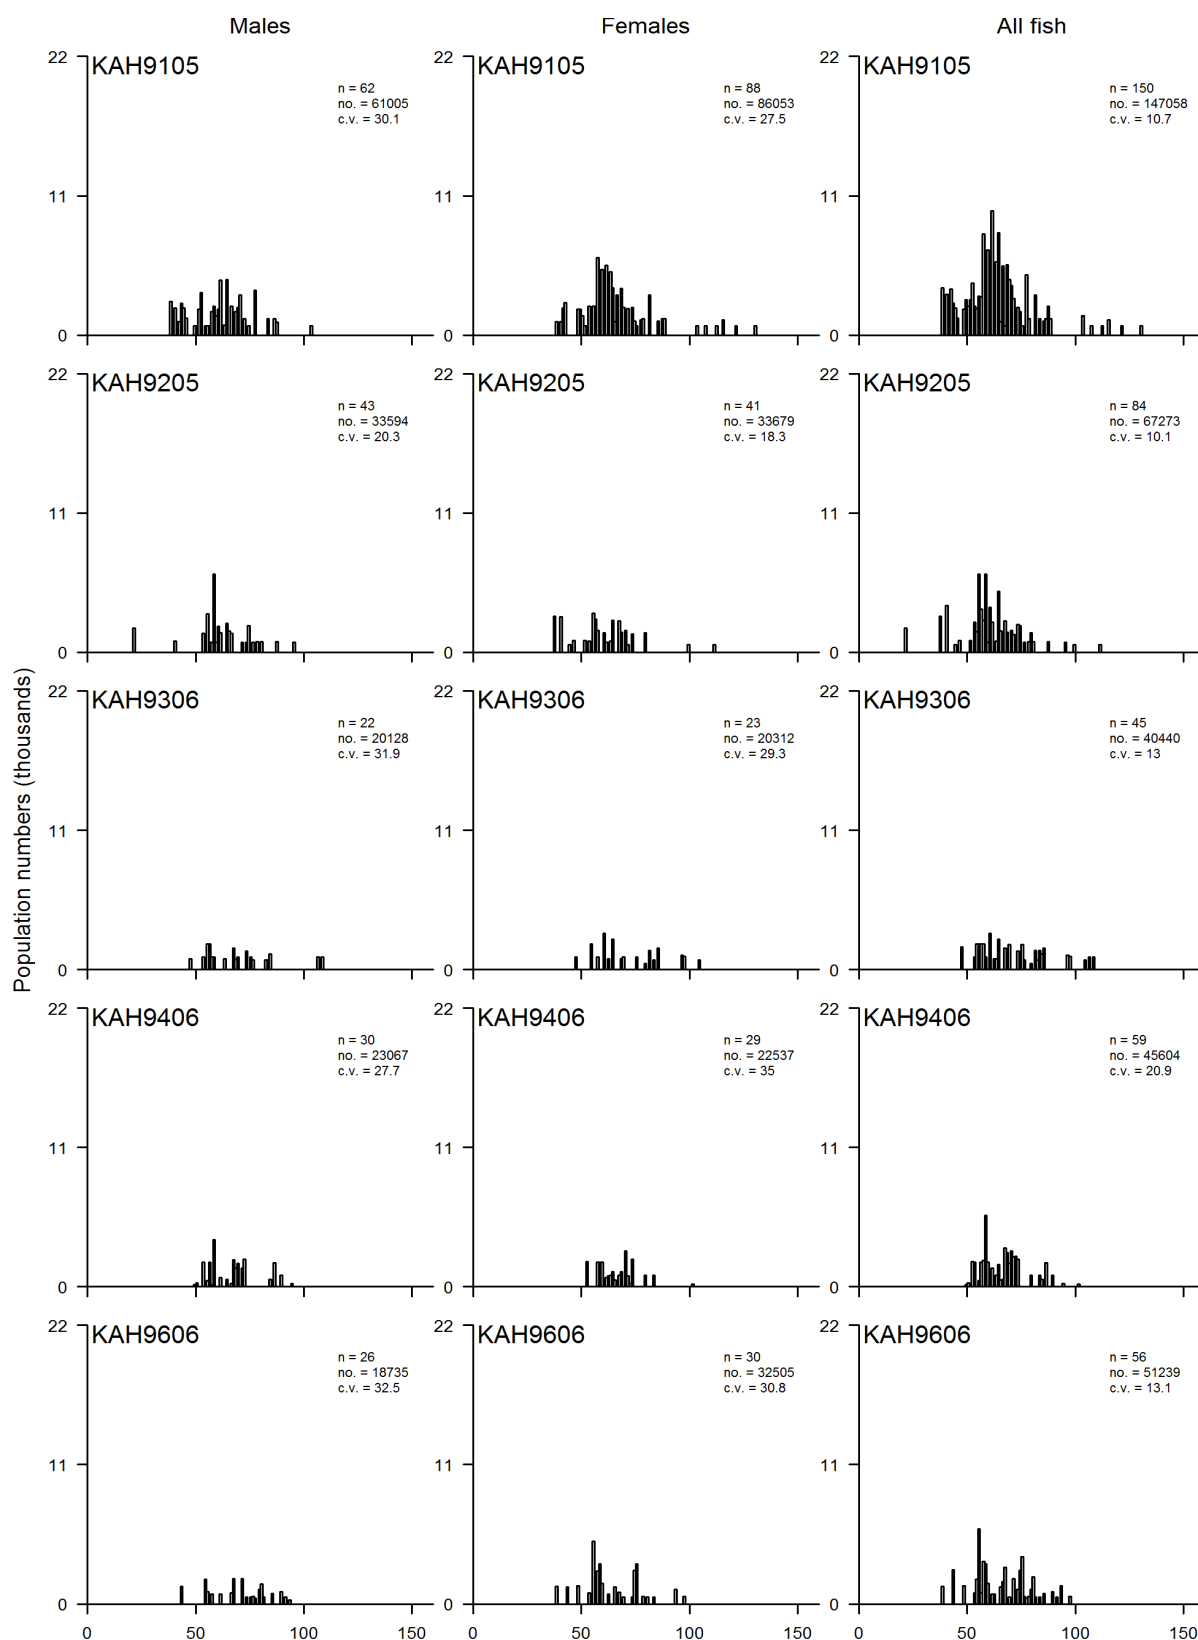 Males Females All fish
Population numbers (thousands)
22 KAH9105 22 KAH9105 22 KAH9105
n = 62 n = 88 n = 150
no. = 61005 no. = 86053 no. = 147058
c.v. = 30.1 c.v. = 27.5 c.v. = 10.7
11 11 11
0 0 0
22 KAH9205 22 KAH9205 22 KAH9205
n = 43 n = 41 n = 84
no. = 33594 no. = 33679 no. = 67273
c.v. = 20.3 c.v. = 18.3 c.v. = 10.1
11 11 11
0 0 0
22 KAH9306 22 KAH9306 22 KAH9306
n = 22 n = 23 n = 45
no. = 20128 no. = 20312 no. = 40440
c.v. = 31.9 c.v. = 29.3 c.v. = 13
11 11 11
0 0 0
22 KAH9406 22 KAH9406 22 KAH9406
n = 30 n = 29 n = 59
no. = 23067 no. = 22537 no. = 45604
c.v. = 27.7 c.v. = 35 c.v. = 20.9
11 11 11
0 0 0
22 KAH9606 22 KAH9606 22 KAH9606
n = 26 n = 30 n = 56
no. = 18735 no. = 32505 no. = 51239
c.v. = 32.5 c.v. = 30.8 c.v. = 13.1
11 11 11
0 0 0
0 50 100 150 0 50 100 150 0 50 100 150